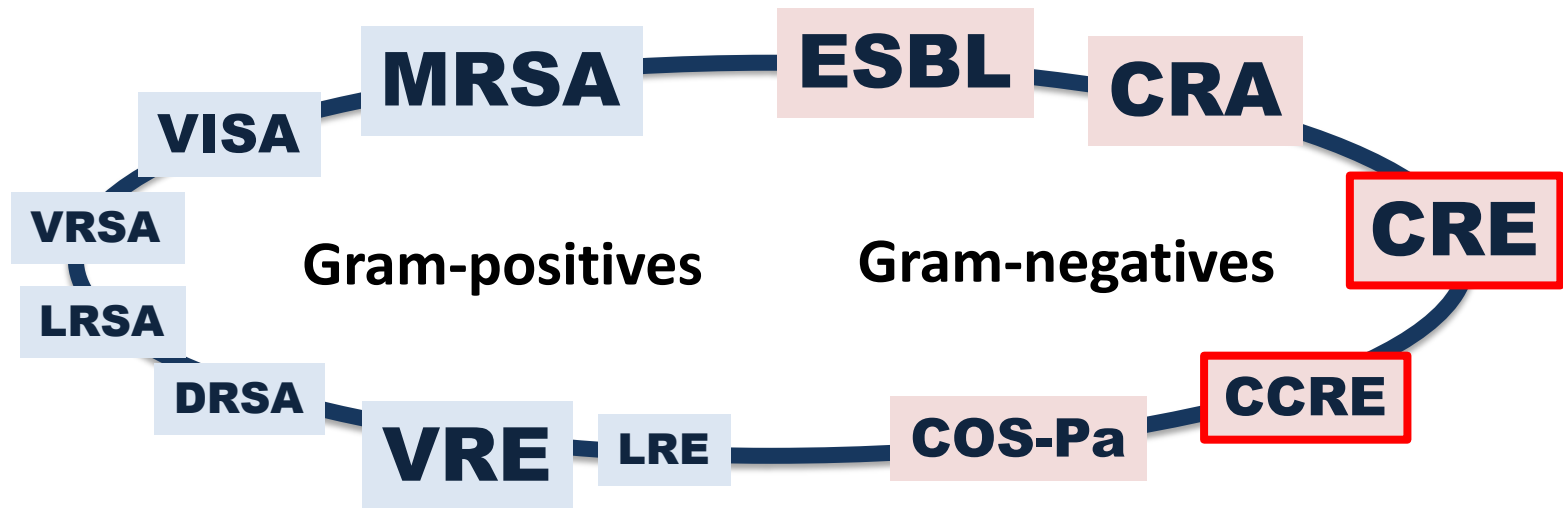 MRSA
ESBL
CRA
VISA
VRSA
CRE
Gram-positives
Gram-negatives
LRSA
DRSA
CCRE
VRE
LRE
COS-Pa